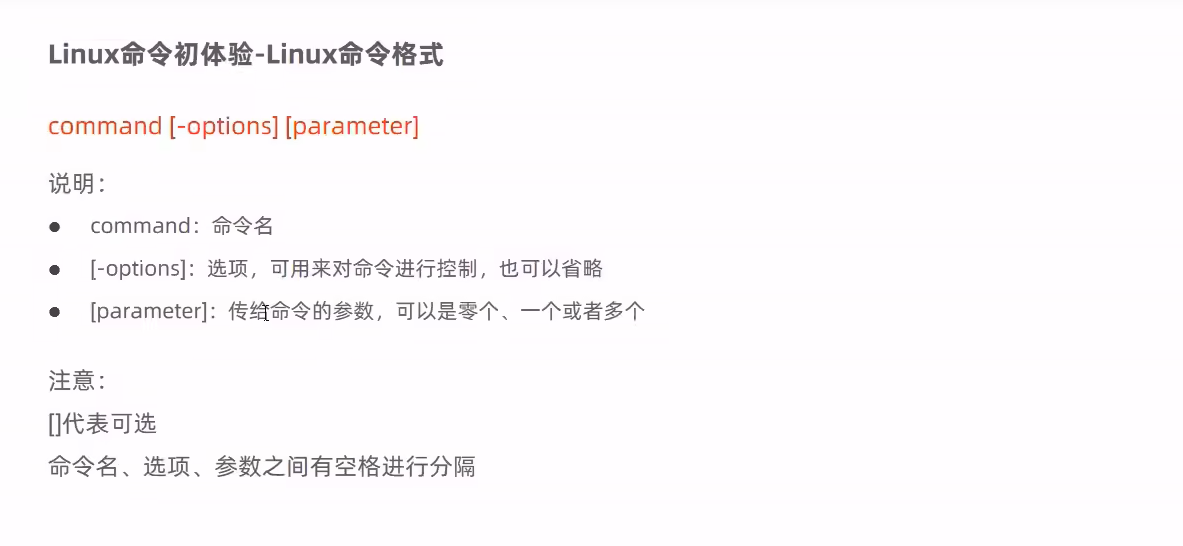 Linux命令初体验-Linux命令格式
command [-options] [parameter]
说明：
● command：命令名
● [-options]：选项，可用来对命令进行控制，也可以省略
● [parameter]：传给命令的参数，可以是零个、一个或者多个
注意：
[]代表可选
命令名、选项、参数之间有空格进行分隔